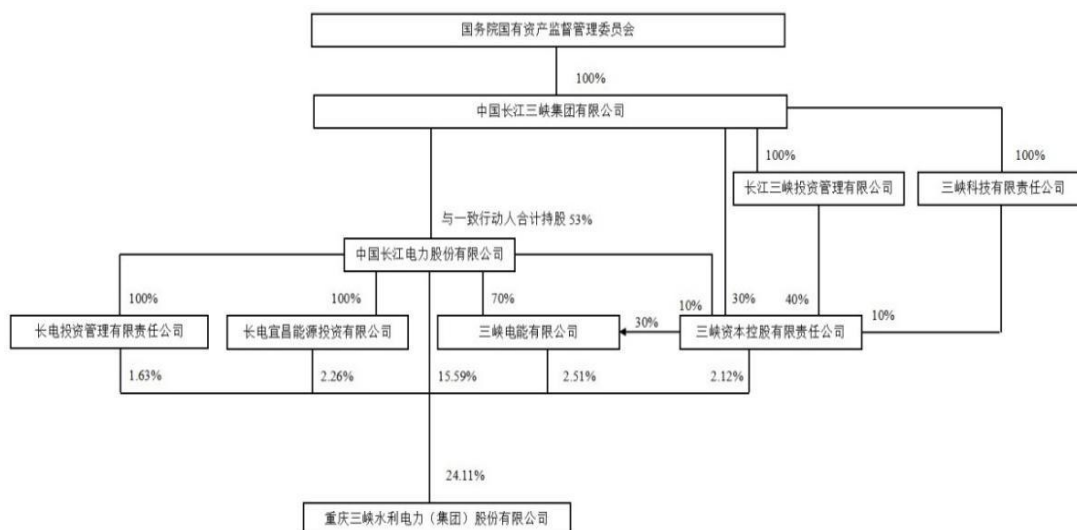 国务院国有资产监督管理委员会
100%
中国长江三峡集团有限公司
100%
100%
长江三峡投资管理有限公司
三峡科技有限责任公司
与一致行动人合计持股 53%
中国长江电力股份有限公司
100%
100%
70%
10%
30%
40%
30%
10%
长电投资管理有限责任公司
长电宜昌能源投资有限公司
三峡电能有限公司
三峡资本控股有限责任公司
1.63%
2.26%
15.59%
2.51%
2.12%
24.11%
重庆三峡水利电力（集团）股份有限公司